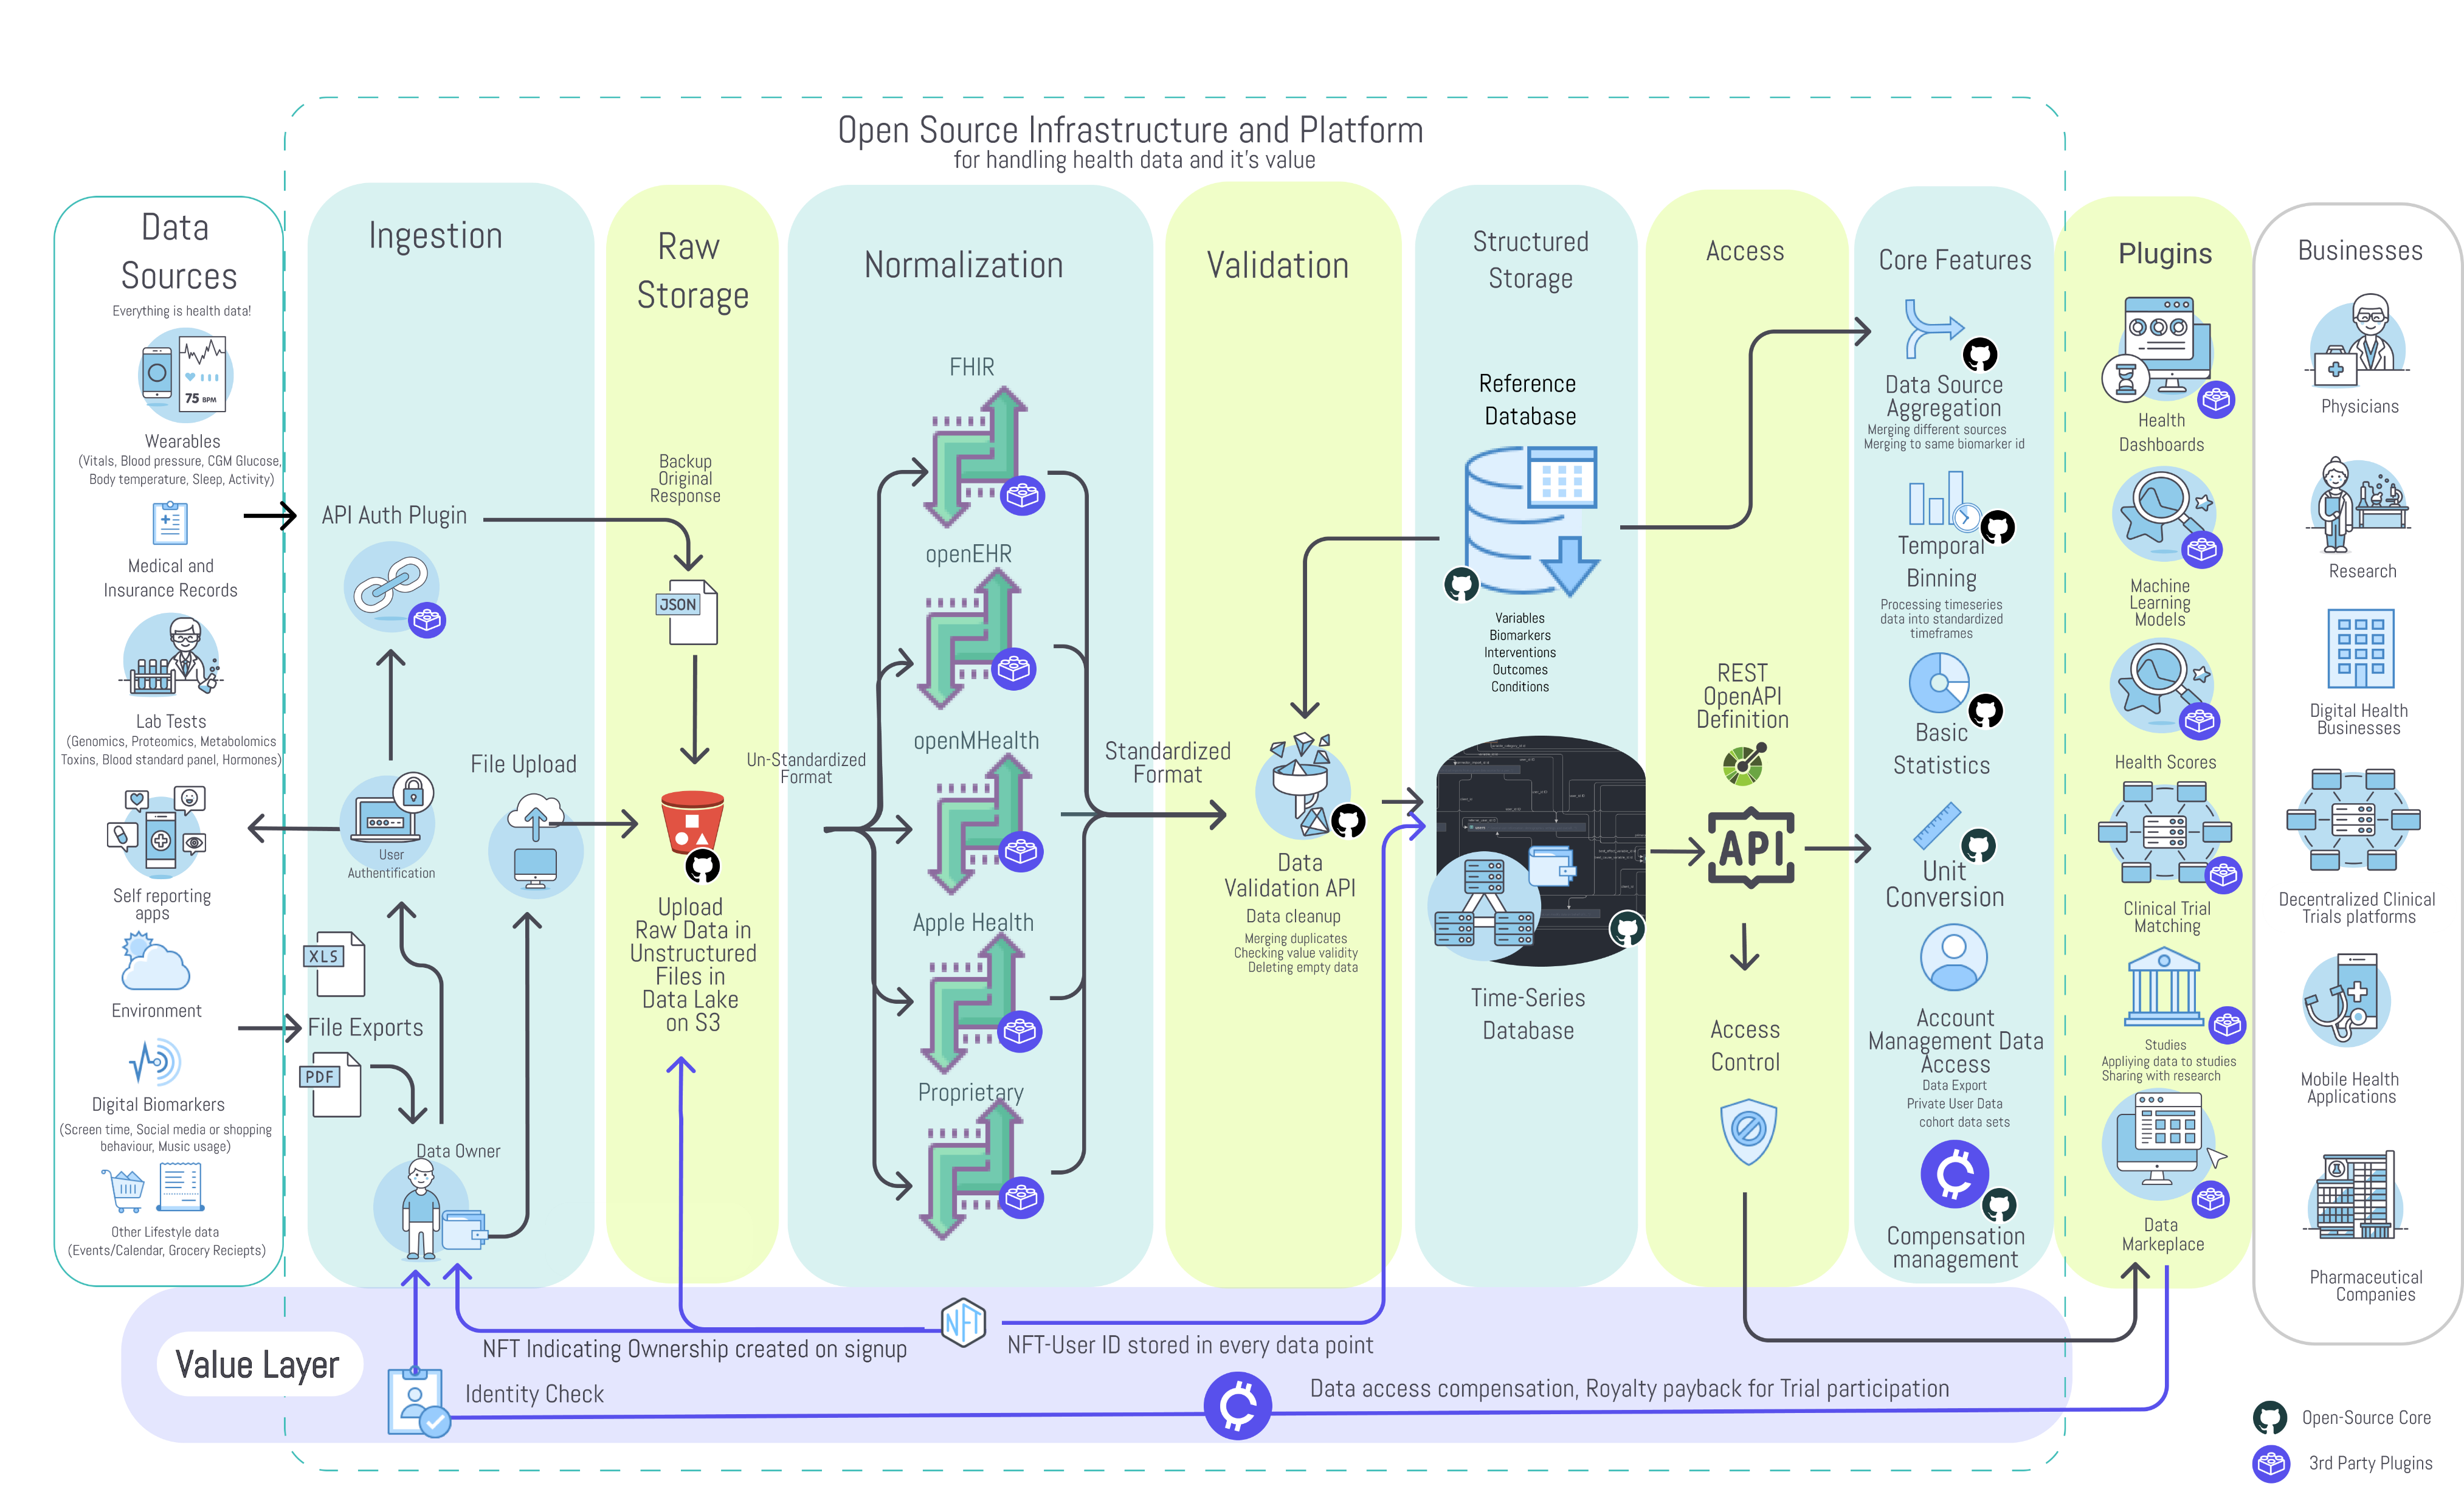 Open Source Infrastructure and Platform
for handling health data and it's value
Data
Sources
Everything is health data!
75 BPM
Wearables
(Vitals, Blood pressure, CGM Glucose,
Body temperature, Sleep, Activity)
Medical and
Insurance Records
Lab Tests
(Genomics, Proteomics, Metabolomics
Toxins, Blood standard panel, Hormones)
Self reporting
apps
Environment
Digital Biomarkers
(Screen time, Social media or shopping
behaviour, Music usage)
Other Lifestyle data
(Events/Calendar, Grocery Reciepts)
Ingestion
API Auth Plugin
File Upload
User
Authentification
XLS
File Exports
PDF
Data Owner
Raw
Storage
Backup
Original
Response
JSON
Upload
Raw Data in
Unstructured
Files in
Data Lake
on S3
Normalization
Un-Standardized
Format
FHIR
openEHR
openMHealth
Apple Health
Proprietary
Standardized
Format
Validation
Data
Validation API
Data cleanup
Merging duplicates
Checking value validity
Deleting empty data
Structured
Storage
Reference
Database
Variables
Biomarkers
Interventions
Outcomes
Conditions
Time-Series
Database
Access
REST
OpenAPI
Definition
API
Access
Control
Core Features
Data Source
Aggregation
Merging different sources
Merging to same biomarker id
Temporal
Binning
Processing timeseries
data into standardized
timeframes
Basic
Statistics
Unit
Conversion
Account
Management Data
Access
Data Export
Private User Data
cohort data sets
Compensation
management
Plugins
Health
Dashboards
Machine
Learning
Models
Health Scores
Clinical Trial
Matching
Studies
Appliying data to studies
Sharing with research
Data
Markeplace
Businesses
Physicians
Research
Digital Health
Businesses
Decentralized Clinical
Trials platforms
Mobile Health
Applications
Pharmaceutical
Companies
Value Layer
NFT
NFT Indicating Ownership created on signup
NFT-User ID stored in every data point
Identity Check
Data access compensation, Royalty payback for Trial participation
Open-Source Core
3rd Party Plugins